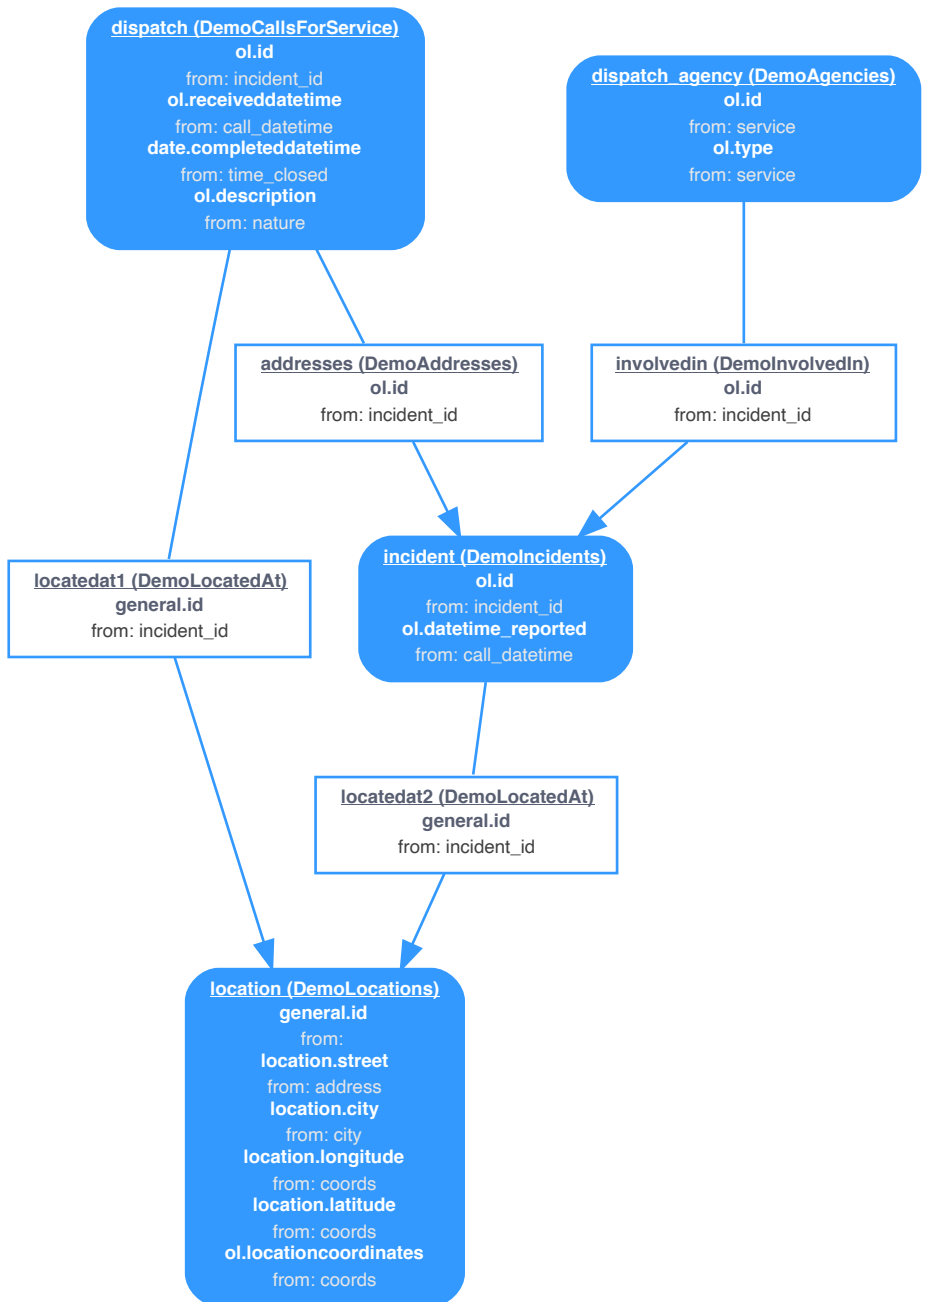 dispatch (DemoCallsForService)
ol.id
from: incident_id
ol.receiveddatetime
from: call_datetime
date.completeddatetime
from: time_closed
ol.description
from: nature
dispatch_agency (DemoAgencies)
ol.id
from: service
ol.type
from: service
addresses (DemoAddresses)
ol.id
from: incident_id
involvedin (DemoInvolvedIn)
ol.id
from: incident_id
locatedat1 (DemoLocatedAt)
general.id
from: incident_id
incident (DemoIncidents)
ol.id
from: incident_id
ol.datetime_reported
from: call_datetime
locatedat2 (DemoLocatedAt)
general.id
from: incident_id
location (DemoLocations)
general.id
from:
location.street
from: address
location.city
from: city
location.longitude
from: coords
location.latitude
from: coords
ol.locationcoordinates
from: coords